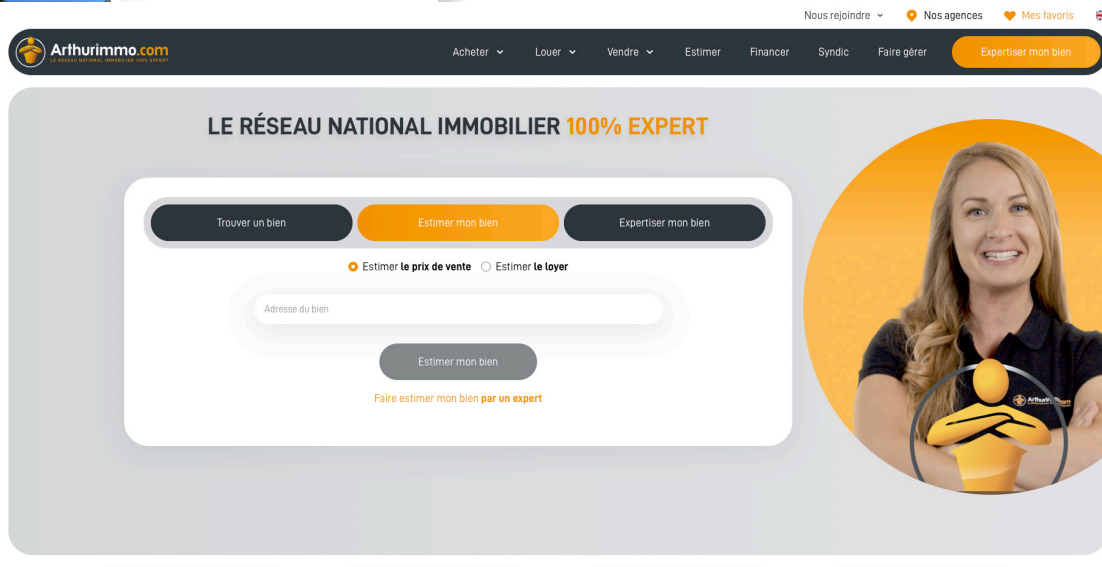 Nous rejoindre
Nos agences
Mes favoris
Arthurimmo.com
LE RÉSEAU NATIONAL IMMOBILIER 100% EXPERT
Acheter
Louer
Vendre
Estimer
Financer
Syndic
Faire gérer
Expertiser mon bien
LE RÉSEAU NATIONAL IMMOBILIER 100% EXPERT
Trouver un bien
Estimer mon bien
Expertiser mon bien
Estimer le prix de vente
Estimer le loyer
Adresse du bien
Estimer mon bien
Faire estimer mon bien par un expert